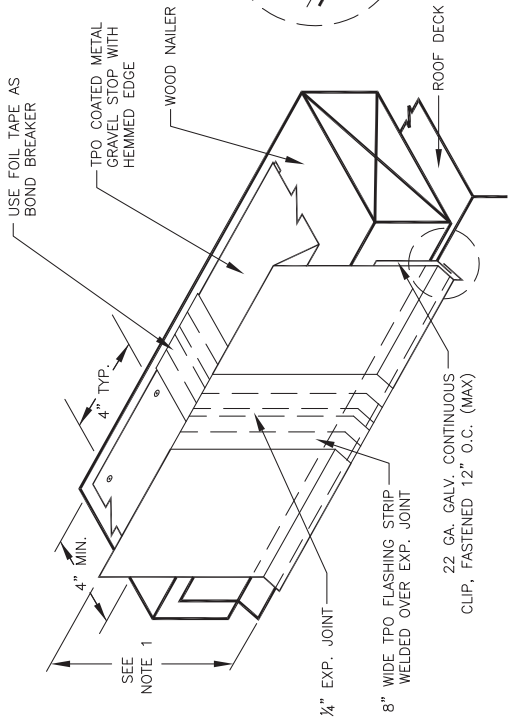 USE FOIL TAPE AS
BOND BREAKER
TPO COATED METAL
GRAVEL STOP WITH
HEMMED EDGE
WOOD NAILER
ROOF DECK
4" TYP.
4" MIN.
SEE
NOTE 1
¼" EXP. JOINT
8" WIDE TPO FLASHING STRIP
WELDED OVER EXP. JOINT
22 GA. GALV. CONTINUOUS
CLIP, FASTENED 12" O.C. (MAX)